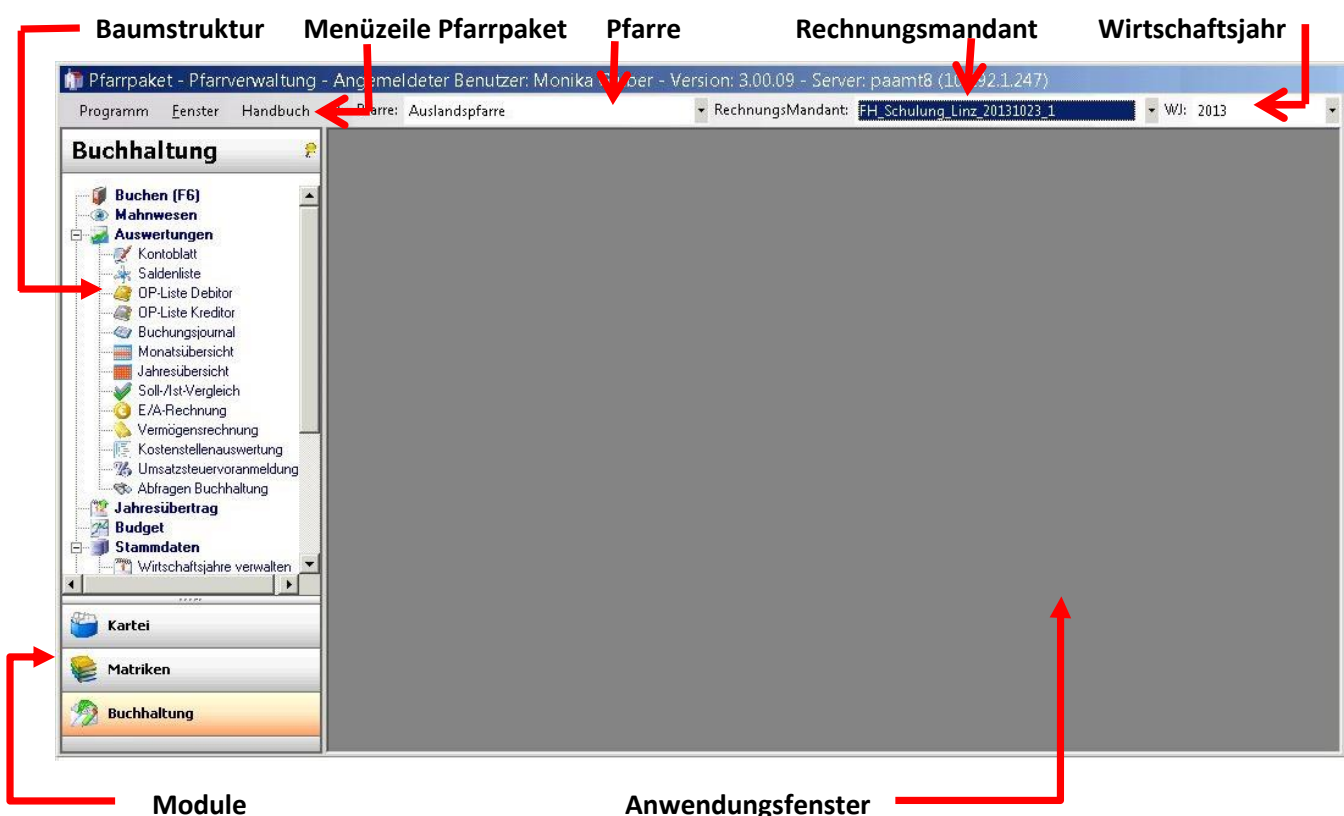 Baumstruktur Menüzeile Pfarrpaket Pfarre Rechnungsmandant Wirtschaftsjahr
Pfarrpaket - Pfarrverwaltung - Angemeldeter Benutzer: Monika - Version: 3.00.09 - Server: paamt8
Programm Fenster Handbuch Pfarre: Auslandspfarre RechnungsMandant: FH_Schulung_Linz_20131023_1 WJ: 2013
Buchhaltung
Buchen (F6)
Mahnwesen
Auswertungen
Kontoblatt
Saldenliste
OP-Liste Debitor
OP-Liste Kreditor
Buchungsjournal
Monatsübersicht
Jahresübersicht
Soll-/Ist-Vergleich
E/A-Rechnung
Vermögensrechnung
Kostenstellenauswertung
Umsatzsteuervoranmeldung
Abfragen Buchhaltung
Jahresübertrag
Budget
Stammdaten
Wirtschaftsjahre verwalten
Kartei
Matriken
Buchhaltung
Module Anwendungsfenster